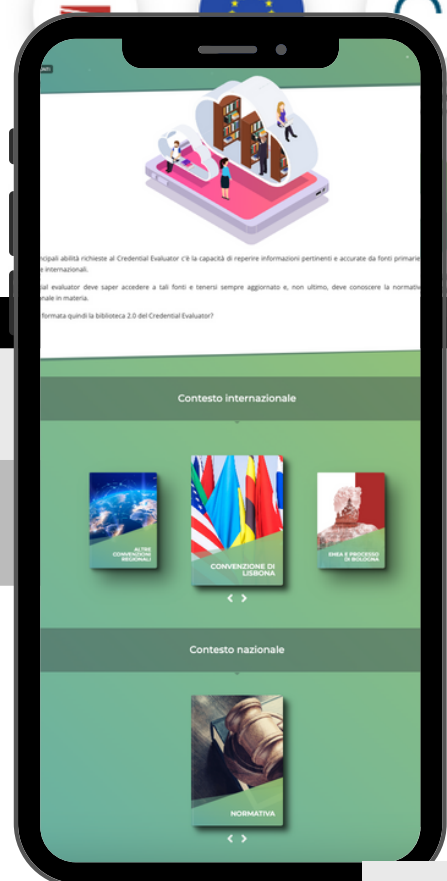 ncipali abilità richieste al Credential Evaluator c'è la capacità di reperire informazioni pertinenti e accurate da fonti primarie
e internazionali.
ial evaluator deve saper accedere a tali fonti e tenersi sempre aggiornato e, non ultimo, deve conoscere la normativ
nale in materia.
formata quindi la biblioteca 2.0 del Credential Evaluator?
Contesto internazionale
ALTRE
CONVENZIONI
REGIONALI
CONVENZIONE DI
LISBONA
EHEA E PROCESSO
DI BOLOGNA
Contesto nazionale
NORMATIVA